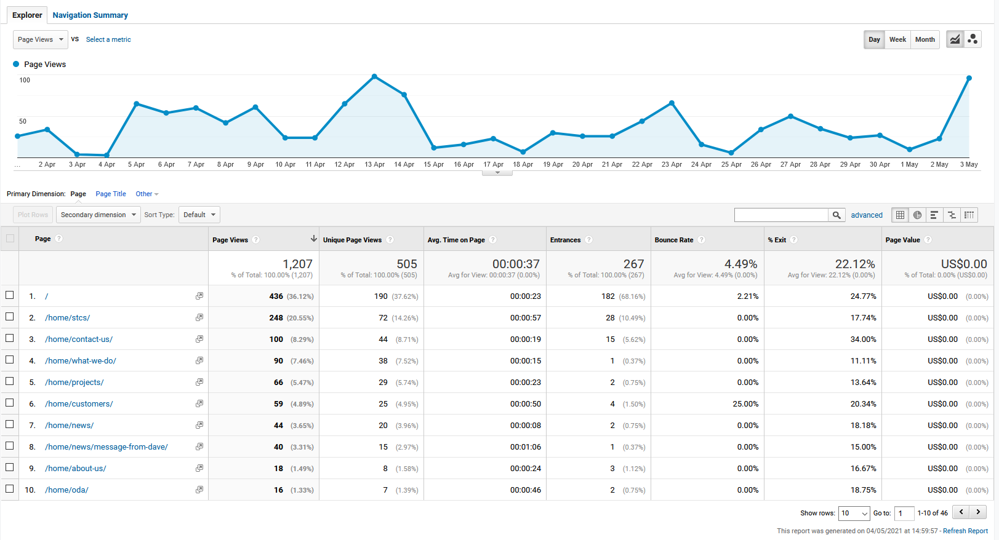 Explorer Navigation Summary
Page Views VS Select a metric Day Week Month
Page Views
100
50
... 2 Apr 3 Apr 4 Apr 5 Apr 6 Apr 7 Apr 8 Apr 9 Apr 10 Apr 11 Apr 12 Apr 13 Apr 14 Apr 15 Apr 16 Apr 17 Apr 18 Apr 19 Apr 20 Apr 21 Apr 22 Apr 23 Apr 24 Apr 25 Apr 26 Apr 27 Apr 28 Apr 29 Apr 30 Apr 1 May 2 May 3 May
Primary Dimension: Page Page Title Other
Plot Rows Secondary dimension Sort Type: Default advanced
Page ? Page Views ? Unique Page Views ? Avg. Time on Page ? Entrances ? Bounce Rate ? % Exit ? Page Value ?
1,207 505 00:00:37 267 4.49% 22.12% US$0.00
% of Total: 100.00% (1,207) % of Total: 100.00% (505) Avg for View: 00:00:37 (0.00%) % of Total: 100.00% (267) Avg for View: 4.49% (0.00%) Avg for View: 22.12% (0.00%) % of Total: 0.00% (US$0.00)
1. / 436 (36.12%) 190 (37.62%) 00:00:23 182 (68.16%) 2.21% 24.77% US$0.00 (0.00%)
2. /home/stcs/ 248 (20.55%) 72 (14.26%) 00:00:57 28 (10.49%) 0.00% 17.74% US$0.00 (0.00%)
3. /home/contact-us/ 100 (8.29%) 44 (8.71%) 00:00:19 15 (5.62%) 0.00% 34.00% US$0.00 (0.00%)
4. /home/what-we-do/ 90 (7.46%) 38 (7.52%) 00:00:15 1 (0.37%) 0.00% 11.11% US$0.00 (0.00%)
5. /home/projects/ 66 (5.47%) 29 (5.74%) 00:00:23 2 (0.75%) 0.00% 13.64% US$0.00 (0.00%)
6. /home/customers/ 59 (4.89%) 25 (4.95%) 00:00:50 4 (1.50%) 25.00% 20.34% US$0.00 (0.00%)
7. /home/news/ 44 (3.65%) 20 (3.96%) 00:00:08 2 (0.75%) 0.00% 18.18% US$0.00 (0.00%)
8. /home/news/message-from-dave/ 40 (3.31%) 15 (2.97%) 00:01:06 1 (0.37%) 0.00% 15.00% US$0.00 (0.00%)
9. /home/about-us/ 18 (1.49%) 8 (1.58%) 00:00:24 3 (1.12%) 0.00% 16.67% US$0.00 (0.00%)
10. /home/oda/ 16 (1.33%) 7 (1.39%) 00:00:46 2 (0.75%) 0.00% 18.75% US$0.00 (0.00%)
Show rows: 10 Go to: 1 1-10 of 46
This report was generated on 04/05/2021 at 14:59:57 - Refresh Report